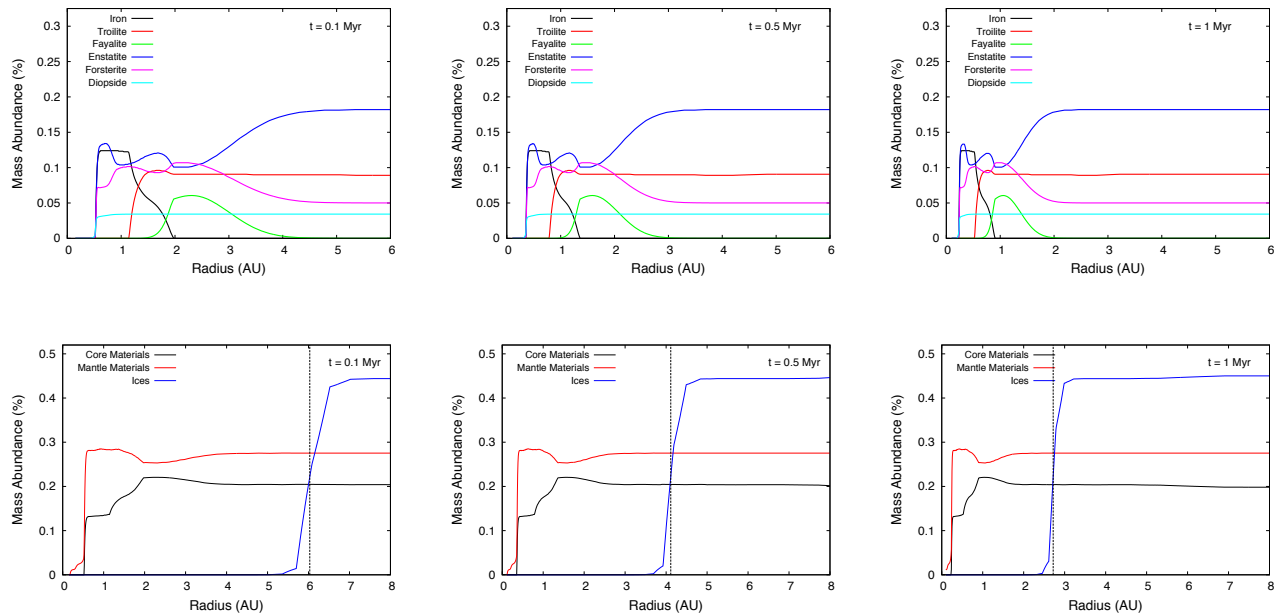 Iron
Troilite
Fayalite
Enstatite
Forsterite
Diopside
t = 0.1 Myr
Mass Abundance (%)
0.3
0.25
0.2
0.15
0.1
0.05
0
0 1 2 3 4 5 6
Radius (AU)
Iron
Troilite
Fayalite
Enstatite
Forsterite
Diopside
t = 0.5 Myr
Mass Abundance (%)
0.3
0.25
0.2
0.15
0.1
0.05
0
0 1 2 3 4 5 6
Radius (AU)
Iron
Troilite
Fayalite
Enstatite
Forsterite
Diopside
t = 1 Myr
Mass Abundance (%)
0.3
0.25
0.2
0.15
0.1
0.05
0
0 1 2 3 4 5 6
Radius (AU)
Core Materials
Mantle Materials
Ices
t = 0.1 Myr
Mass Abundance (%)
0.5
0.4
0.3
0.2
0.1
0
0 1 2 3 4 5 6 7 8
Radius (AU)
Core Materials
Mantle Materials
Ices
t = 0.5 Myr
Mass Abundance (%)
0.5
0.4
0.3
0.2
0.1
0
0 1 2 3 4 5 6 7 8
Radius (AU)
Core Materials
Mantle Materials
Ices
t = 1 Myr
Mass Abundance (%)
0.5
0.4
0.3
0.2
0.1
0
0 1 2 3 4 5 6 7 8
Radius (AU)